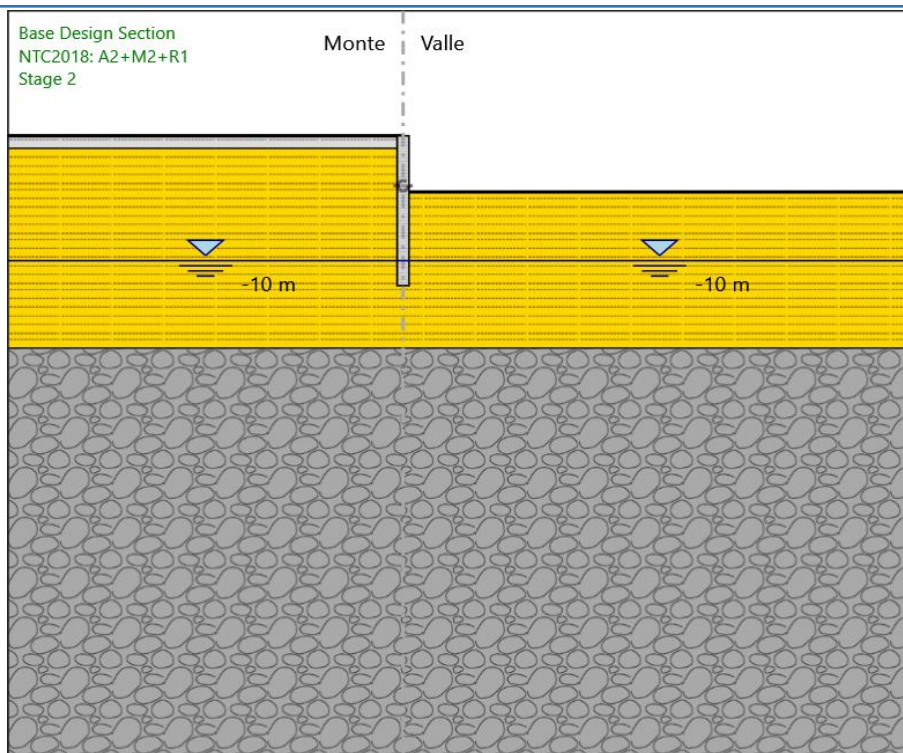 Base Design Section
NTC2018: A2+M2+R1
Stage 2
Monte Valle
-10 m -10 m